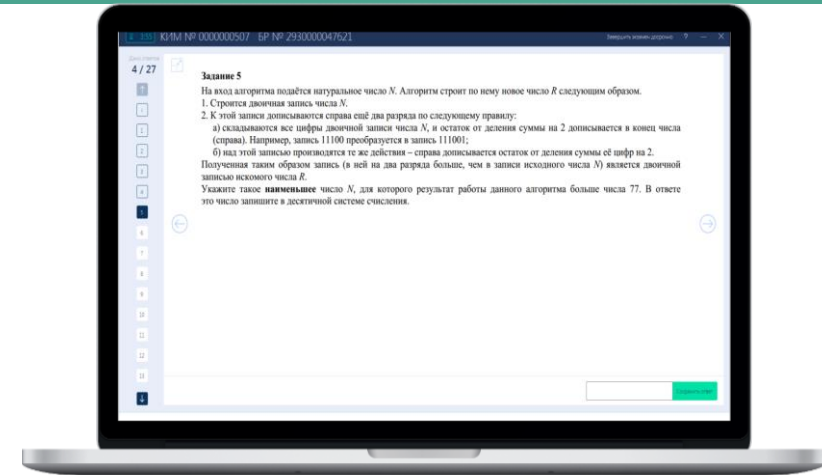 3:55 КИМ № 0000000507 БР № 2930000047621
Завершить экзамен досрочно ? — X
4 / 27
Задание 5
На вход алгоритма подаётся натуральное число N. Алгоритм строит по нему новое число R следующим образом.
1. Строится двоичная запись числа N.
2. К этой записи дописываются справа ещё два разряда по следующему правилу:
а) складываются все цифры двоичной записи числа N, и остаток от деления суммы на 2 дописывается в конец числа
(справа). Например, запись 11100 преобразуется в запись 111001;
б) над этой записью производятся те же действия – справа дописывается остаток от деления суммы её цифр на 2.
Полученная таким образом запись (в ней на два разряда больше, чем в записи исходного числа N) является двоичной
записью искомого числа R.
Укажите такое наименьшее число N, для которого результат работы данного алгоритма больше числа 77. В ответе
это число запишите в десятичной системе счисления.
i
1
2
3
4
5
6
7
8
9
10
11
12
13
Сохранить ответ